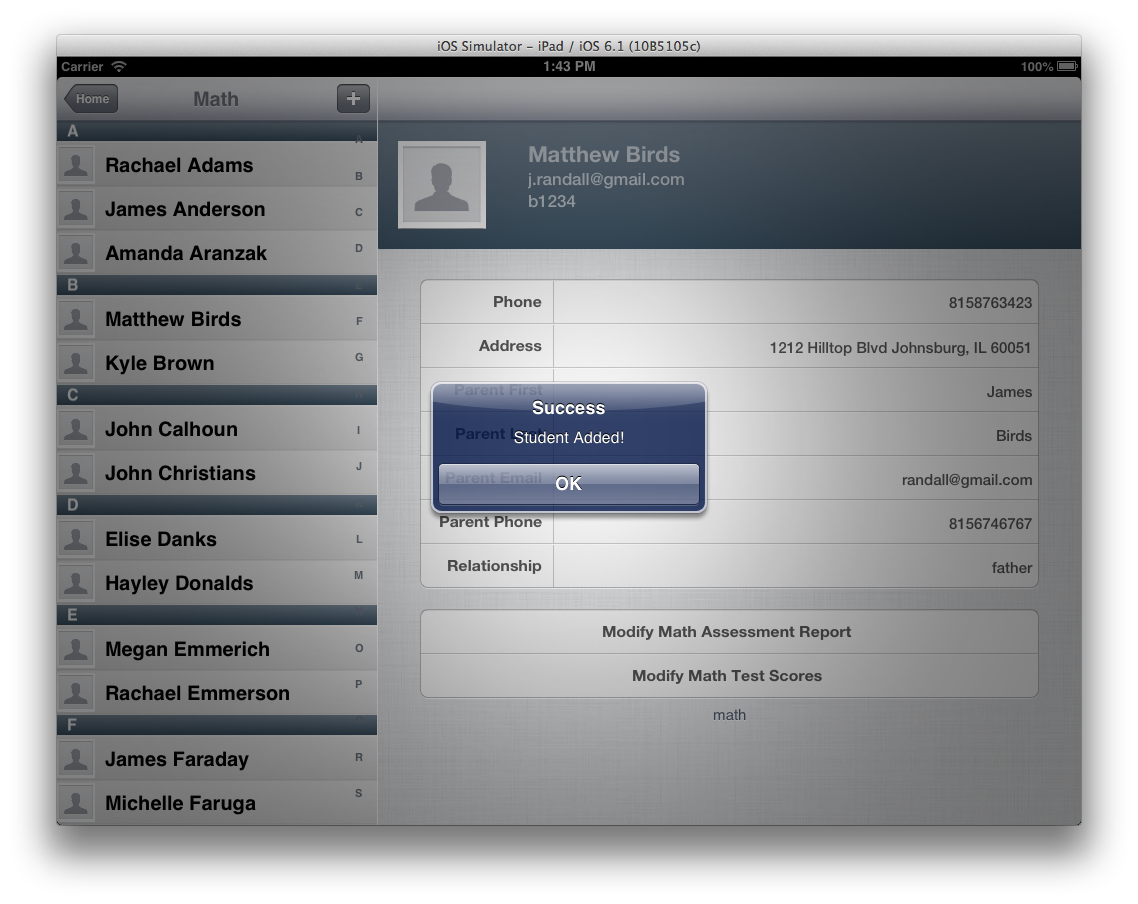 iOS Simulator – iPad / iOS 6.1 (10B5105c)
Carrier 1:43 PM 100%
Home Math +
A
Rachael Adams
James Anderson
Amanda Aranzak
B
Matthew Birds
Kyle Brown
C
John Calhoun
John Christians
D
Elise Danks
Hayley Donalds
E
Megan Emmerich
Rachael Emmerson
F
James Faraday
Michelle Faruga
A
B
C
D
E
F
G
I
J
L
M
O
P
R
S
Matthew Birds
j.randall@gmail.com
b1234
Phone 8158763423
Address 1212 Hilltop Blvd Johnsburg, IL 60051
Parent First James
Parent Last Birds
Parent Email randall@gmail.com
Parent Phone 8156746767
Relationship father
Success
Student Added!
OK
Modify Math Assessment Report
Modify Math Test Scores
math